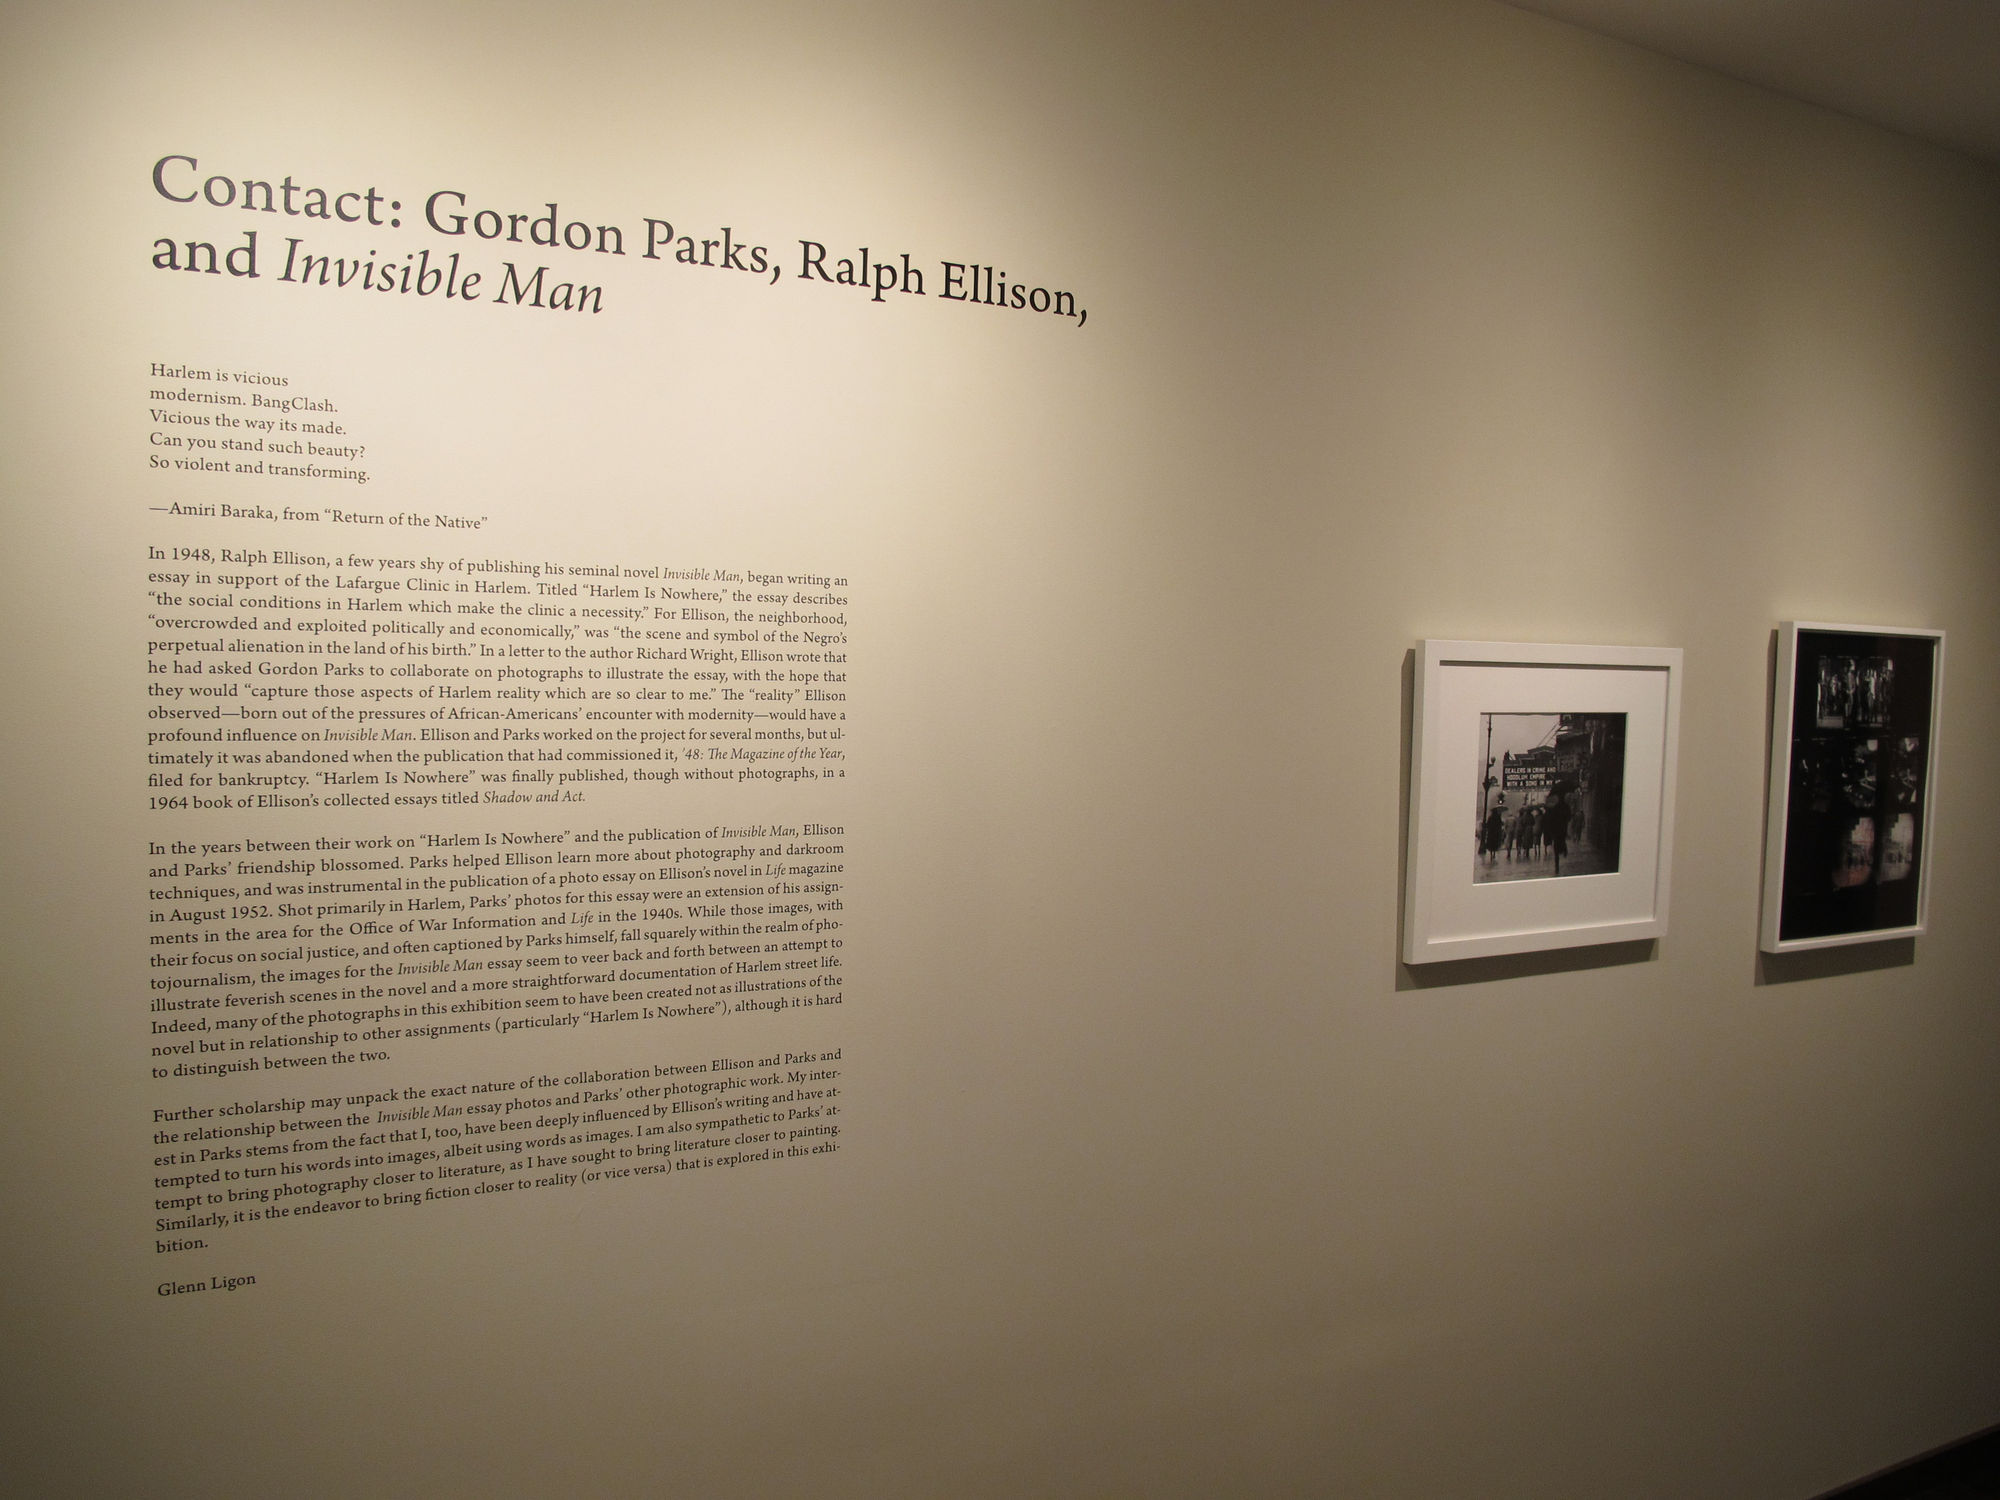 Contact: Gordon Parks, Ralph Ellison,
and Invisible Man
Harlem is vicious
modernism. BangClash.
Vicious the way its made.
Can you stand such beauty?
So violent and transforming.
—Amiri Baraka, from “Return of the Native”
In 1948, Ralph Ellison, a few years shy of publishing his seminal novel Invisible Man, began writing an
essay in support of the Lafargue Clinic in Harlem. Titled “Harlem Is Nowhere,” the essay describes
“the social conditions in Harlem which make the clinic a necessity.” For Ellison, the neighborhood,
“overcrowded and exploited politically and economically,” was “the scene and symbol of the Negro’s
perpetual alienation in the land of his birth.” In a letter to the author Richard Wright, Ellison wrote that
he had asked Gordon Parks to collaborate on photographs to illustrate the essay, with the hope that
they would “capture those aspects of Harlem reality which are so clear to me.” The “reality” Ellison
observed—born out of the pressures of African-Americans’ encounter with modernity—would have a
profound influence on Invisible Man. Ellison and Parks worked on the project for several months, but ul-
timately it was abandoned when the publication that had commissioned it, ’48: The Magazine of the Year,
filed for bankruptcy. “Harlem Is Nowhere” was finally published, though without photographs, in a
1964 book of Ellison’s collected essays titled Shadow and Act.
In the years between their work on “Harlem Is Nowhere” and the publication of Invisible Man, Ellison
and Parks’ friendship blossomed. Parks helped Ellison learn more about photography and darkroom
techniques, and was instrumental in the publication of a photo essay on Ellison’s novel in Life magazine
in August 1952. Shot primarily in Harlem, Parks’ photos for this essay were an extension of his assign-
ments in the area for the Office of War Information and Life in the 1940s. While those images, with
their focus on social justice, and often captioned by Parks himself, fall squarely within the realm of pho-
tojournalism, the images for the Invisible Man essay seem to veer back and forth between an attempt to
illustrate feverish scenes in the novel and a more straightforward documentation of Harlem street life.
Indeed, many of the photographs in this exhibition seem to have been created not as illustrations of the
novel but in relationship to other assignments (particularly “Harlem Is Nowhere”), although it is hard
to distinguish between the two.
Further scholarship may unpack the exact nature of the collaboration between Ellison and Parks and
the relationship between the Invisible Man essay photos and Parks’ other photographic work. My inter-
est in Parks stems from the fact that I, too, have been deeply influenced by Ellison’s writing and have at-
tempted to turn his words into images, albeit using words as images. I am also sympathetic to Parks’ at-
tempt to bring photography closer to literature, as I have sought to bring literature closer to painting.
Similarly, it is the endeavor to bring fiction closer to reality (or vice versa) that is explored in this exhi-
bition.
Glenn Ligon
DEALERS IN CRIME AND
HOODLUM EMPIRE
WITH A SONG IN MY